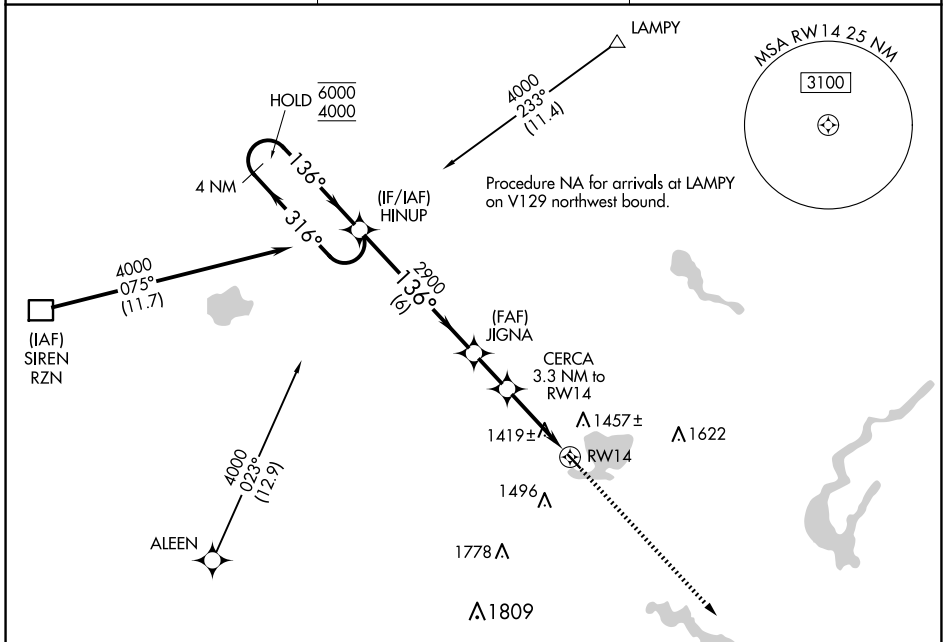 LAMPY
MSA RW14 25 NM
3100
HOLD 6000
4000
4000
233°
(11.4)
4 NM
136°
316°
(IF/IAF)
HINUP
Procedure NA for arrivals at LAMPY
on V129 northwest bound.
4000
075°
(11.7)
2900
136°
(6)
(IAF)
SIREN
RZN
(FAF)
JIGNA
CERCA
3.3 NM to
RW14
1419±
1457±
1622
RW14
4000
023°
(12.9)
1496
ALEEN
1778
1809